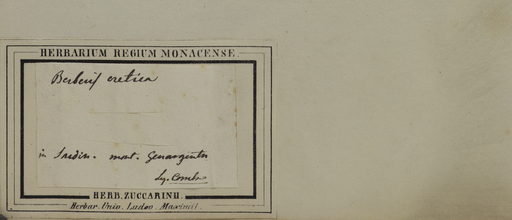 HERBARIUM REGIUM MONACENSE.
Berberis cretica
in Sardin. mont. Genargentu
HERB. ZUCCARINII.
Herbar. Univ. Ludov. Maximil.